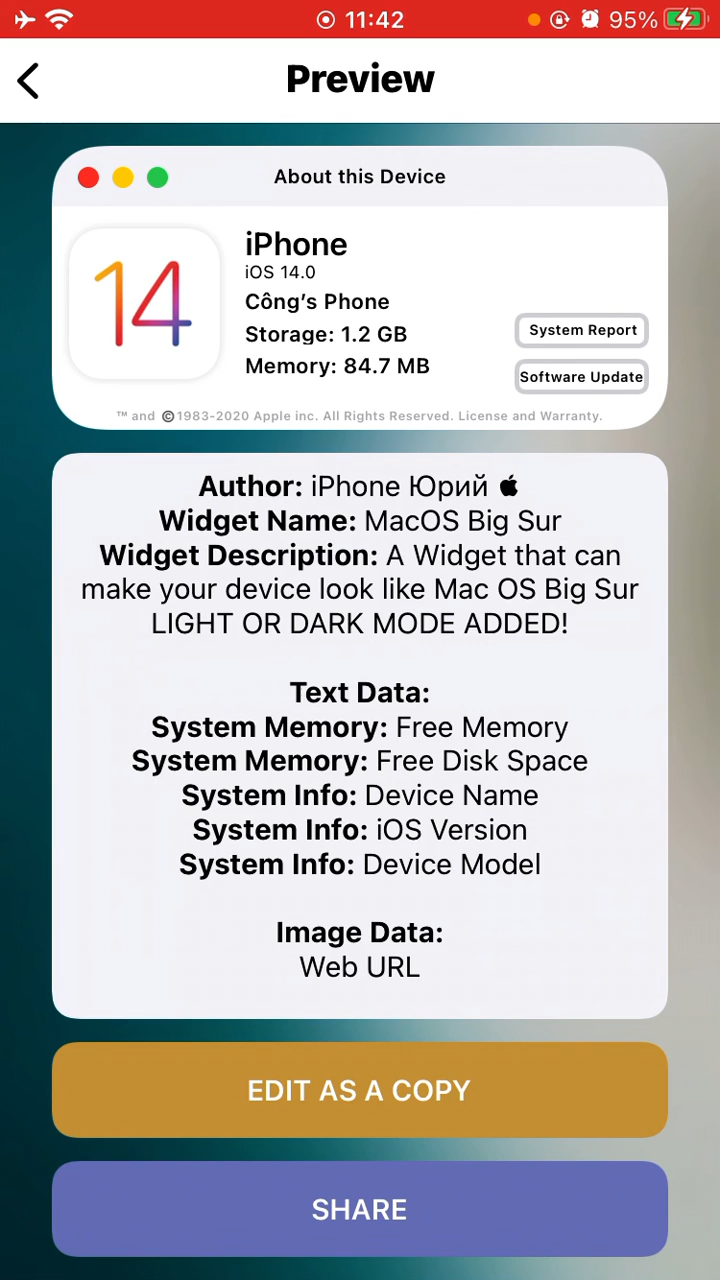 11:42
95%
Preview
About this Device
14
iPhone
iOS 14.0
Công's Phone
Storage: 1.2 GB
Memory: 84.7 MB
System Report
Software Update
™ and ©1983-2020 Apple inc. All Rights Reserved. License and Warranty.
Author: iPhone Юрий 
Widget Name: MacOS Big Sur
Widget Description: A Widget that can
make your device look like Mac OS Big Sur
LIGHT OR DARK MODE ADDED!
Text Data:
System Memory: Free Memory
System Memory: Free Disk Space
System Info: Device Name
System Info: iOS Version
System Info: Device Model
Image Data:
Web URL
EDIT AS A COPY
SHARE